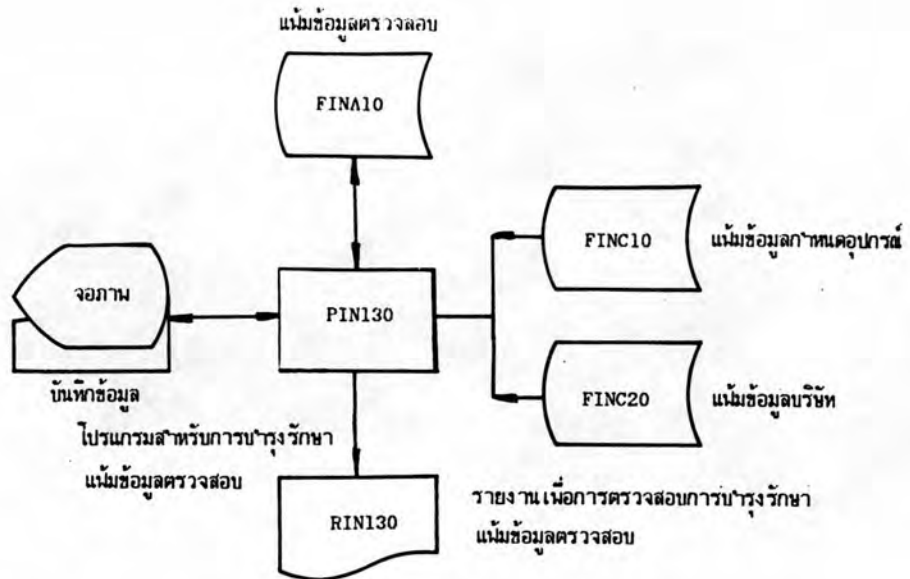 แน้มข้อมูลตรวจลอบ
FINA10
FINC10
แน้มข้อมูลกำหนดอุปกรณ์
จอภาพ
PIN130
บันทึกข้อมูล
FINC20
แน้มข้อมูลบริษัท
โปรแกรมสำหรับการบำรุงรักษา
แน้มข้อมูลตรวจสอบ
RIN130
รายงานเพื่อการตรวจสอบการบำรุงรักษา
แน้มข้อมูลตรวจสอบ